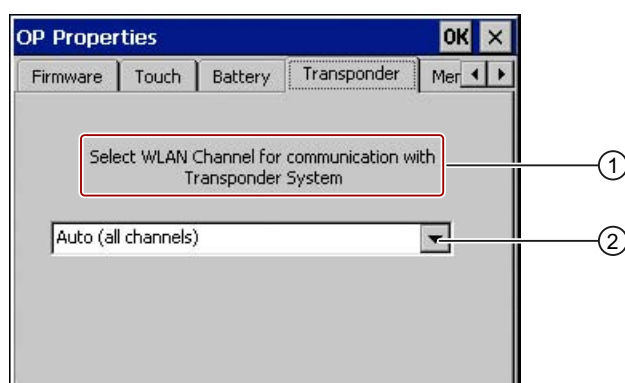 OP Properties OK ×
Firmware Touch Battery Transponder Mer
Select WLAN Channel for communication with
Transponder System
1
Auto (all channels)
2